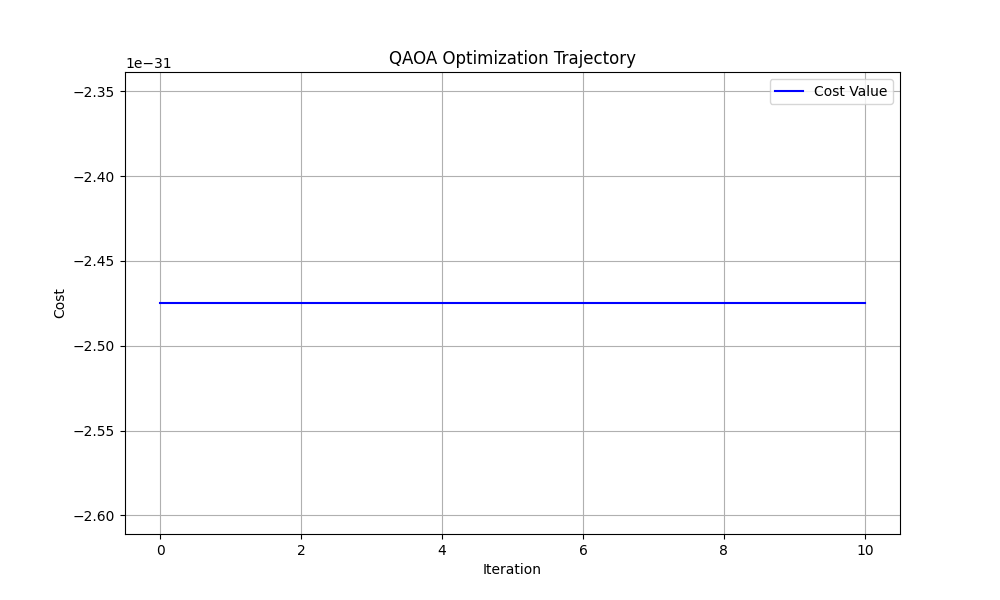 QAOA Optimization Trajectory
1e−31
Cost Value
−2.35
−2.40
−2.45
−2.50
−2.55
−2.60
Cost
0 2 4 6 8 10
Iteration